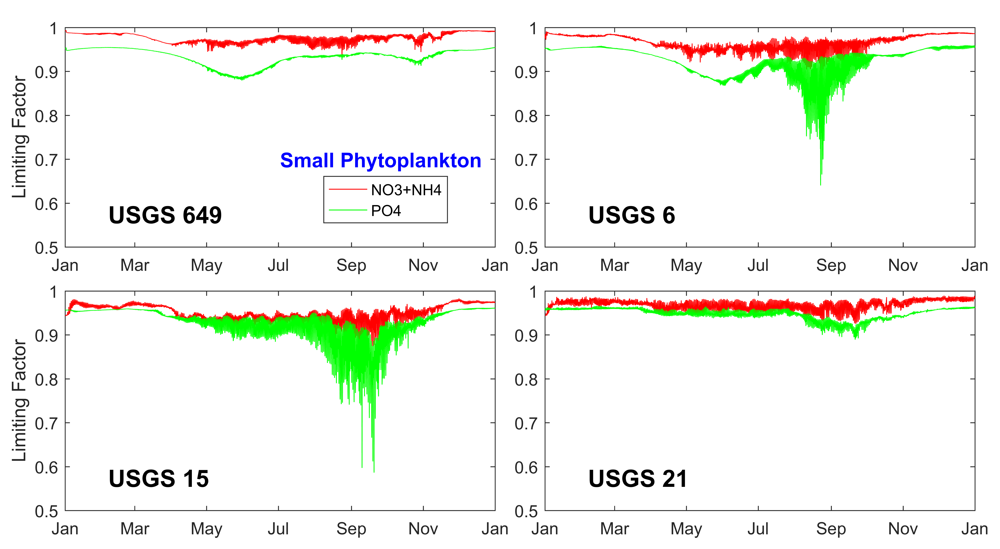 1
0.9
0.8
0.7
0.6
0.5
Limiting Factor
Small Phytoplankton
NO3+NH4
PO4
USGS 649
Jan Mar May Jul Sep Nov Jan
1
0.9
0.8
0.7
0.6
0.5
USGS 6
Jan Mar May Jul Sep Nov Jan
1
0.9
0.8
0.7
0.6
0.5
Limiting Factor
USGS 15
Jan Mar May Jul Sep Nov Jan
1
0.9
0.8
0.7
0.6
0.5
USGS 21
Jan Mar May Jul Sep Nov Jan